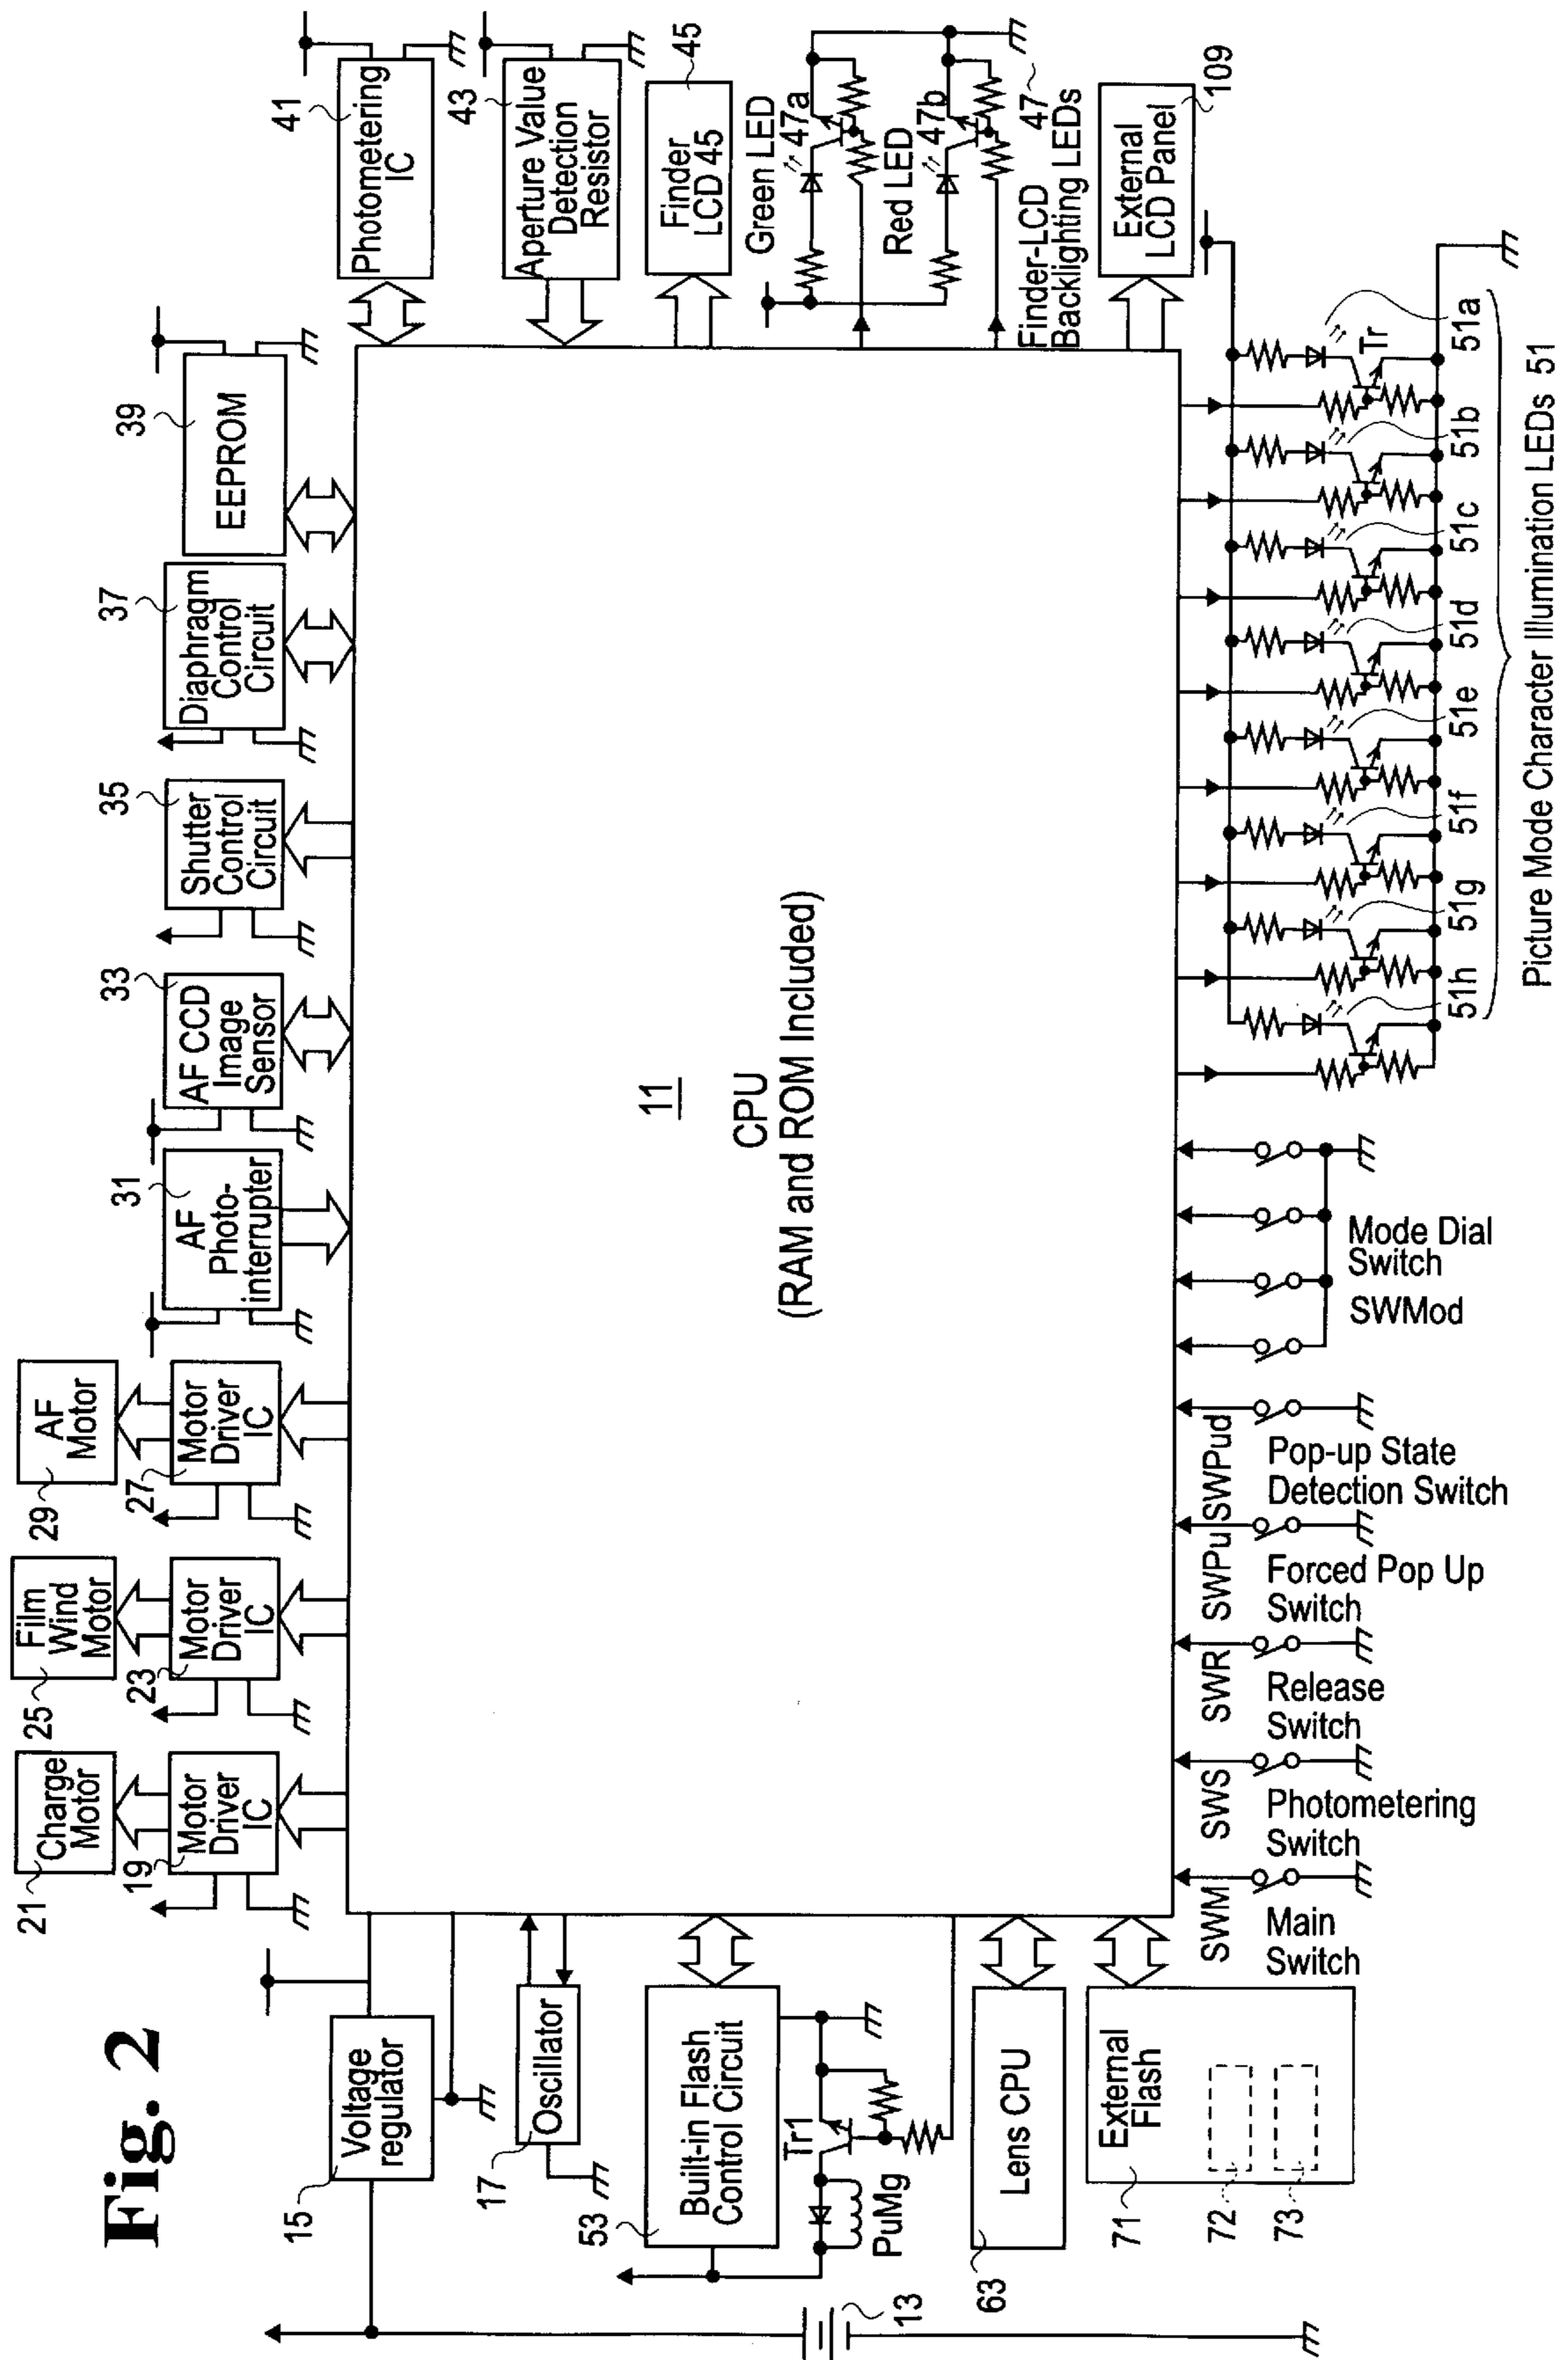 Fig. 2
21
Charge
Motor
25
Film
Wind
Motor
29
AF
Motor
19
Motor
Driver
IC
23
Motor
Driver
IC
27
Motor
Driver
IC
31
AF
Photo-
interrupter
33
AF CCD
Image
Sensor
35
Shutter
Control
Circuit
37
Diaphragm
Control
Circuit
39
EEPROM
41
Photometering
IC
43
Aperture Value
Detection
Resistor
45
Finder
LCD 45
Green LED
47a
Red LED
47b
47
Finder-LCD
Backlighting LEDs
109
External
LCD Panel
15
Voltage
regulator
17
Oscillator
53
Built-in Flash
Control Circuit
Tr1
PuMg
13
63
Lens CPU
71
External
Flash
72
73
11
CPU
(RAM and ROM Included)
SWM
Main
Switch
SWS
Photometering
Switch
SWR
Release
Switch
SWPu
Forced Pop Up
Switch
SWPud
Pop-up State
Detection Switch
Mode Dial
Switch
SWMod
Tr
51h
51g
51f
51e
51d
51c
51b
51a
Picture Mode Character Illumination LEDs 51